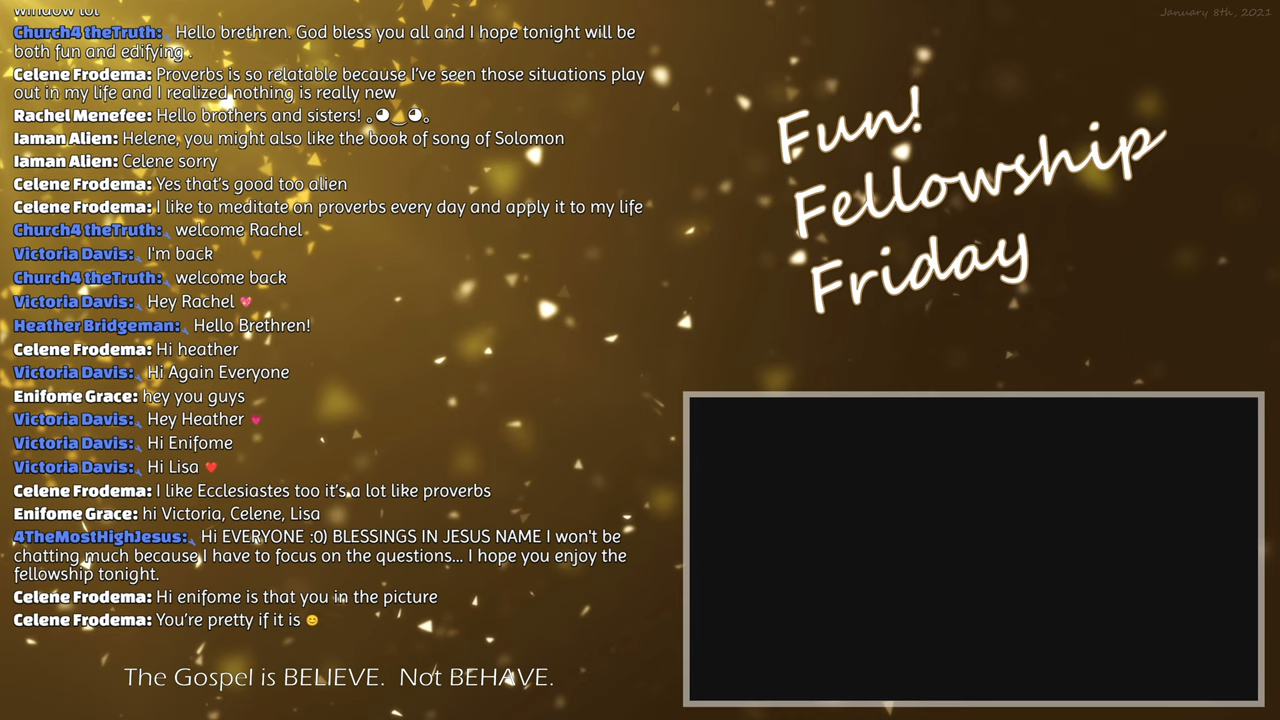 window lol
Church4theTruth: Hello brethren. God bless you all and I hope tonight will be
both fun and edifying .
Celene Frodema: Proverbs is so relatable because I've seen those situations play
out in my life and I realized nothing is really new
Rachel Menefee: Hello brothers and sisters! 。◕‿◕。
Iaman Alien: Helene, you might also like the book of song of Solomon
Iaman Alien: Celene sorry
Celene Frodema: Yes that's good too alien
Celene Frodema: I like to meditate on proverbs every day and apply it to my life
Church4theTruth: welcome Rachel
Victoria Davis: I'm back
Church4theTruth: welcome back
Victoria Davis: Hey Rachel 💖
Heather Bridgeman: Hello Brethren!
Celene Frodema: Hi heather
Victoria Davis: Hi Again Everyone
Enifome Grace: hey you guys
Victoria Davis: Hey Heather 💗
Victoria Davis: Hi Enifome
Victoria Davis: Hi Lisa ❤️
Celene Frodema: I like Ecclesiastes too it's a lot like proverbs
Enifome Grace: hi Victoria, Celene, Lisa
4TheMostHighJesus: Hi EVERYONE :0) BLESSINGS IN JESUS NAME I won't be
chatting much because I have to focus on the questions... I hope you enjoy the
fellowship tonight.
Celene Frodema: Hi enifome is that you in the picture
Celene Frodema: You're pretty if it is 😊
The Gospel is BELIEVE. Not BEHAVE.
January 8th, 2021
Fun!
Fellowship
Friday